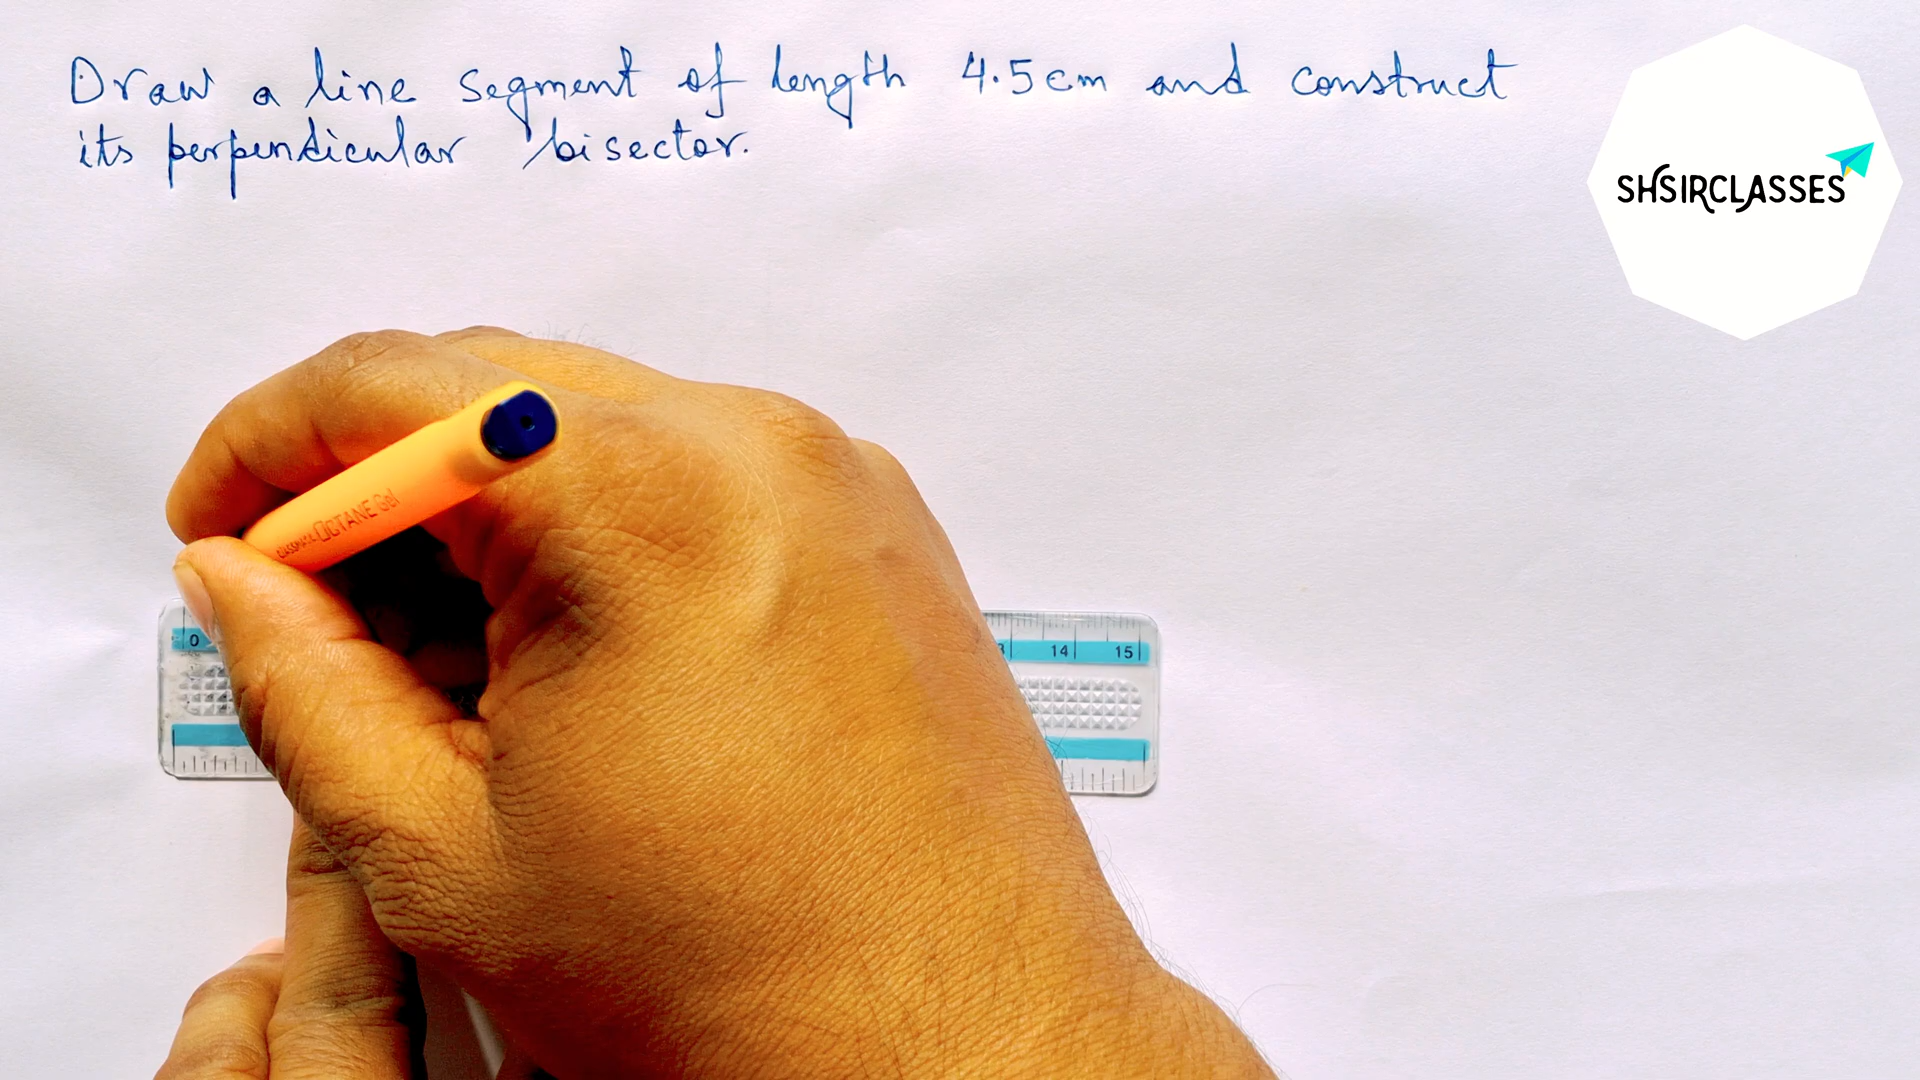 Draw a line segment of length 4.5 cm and construct
its perpendicular bisector.
SHSIRCLASSES
CLASSMATE OCTANE Gel
0
14 15